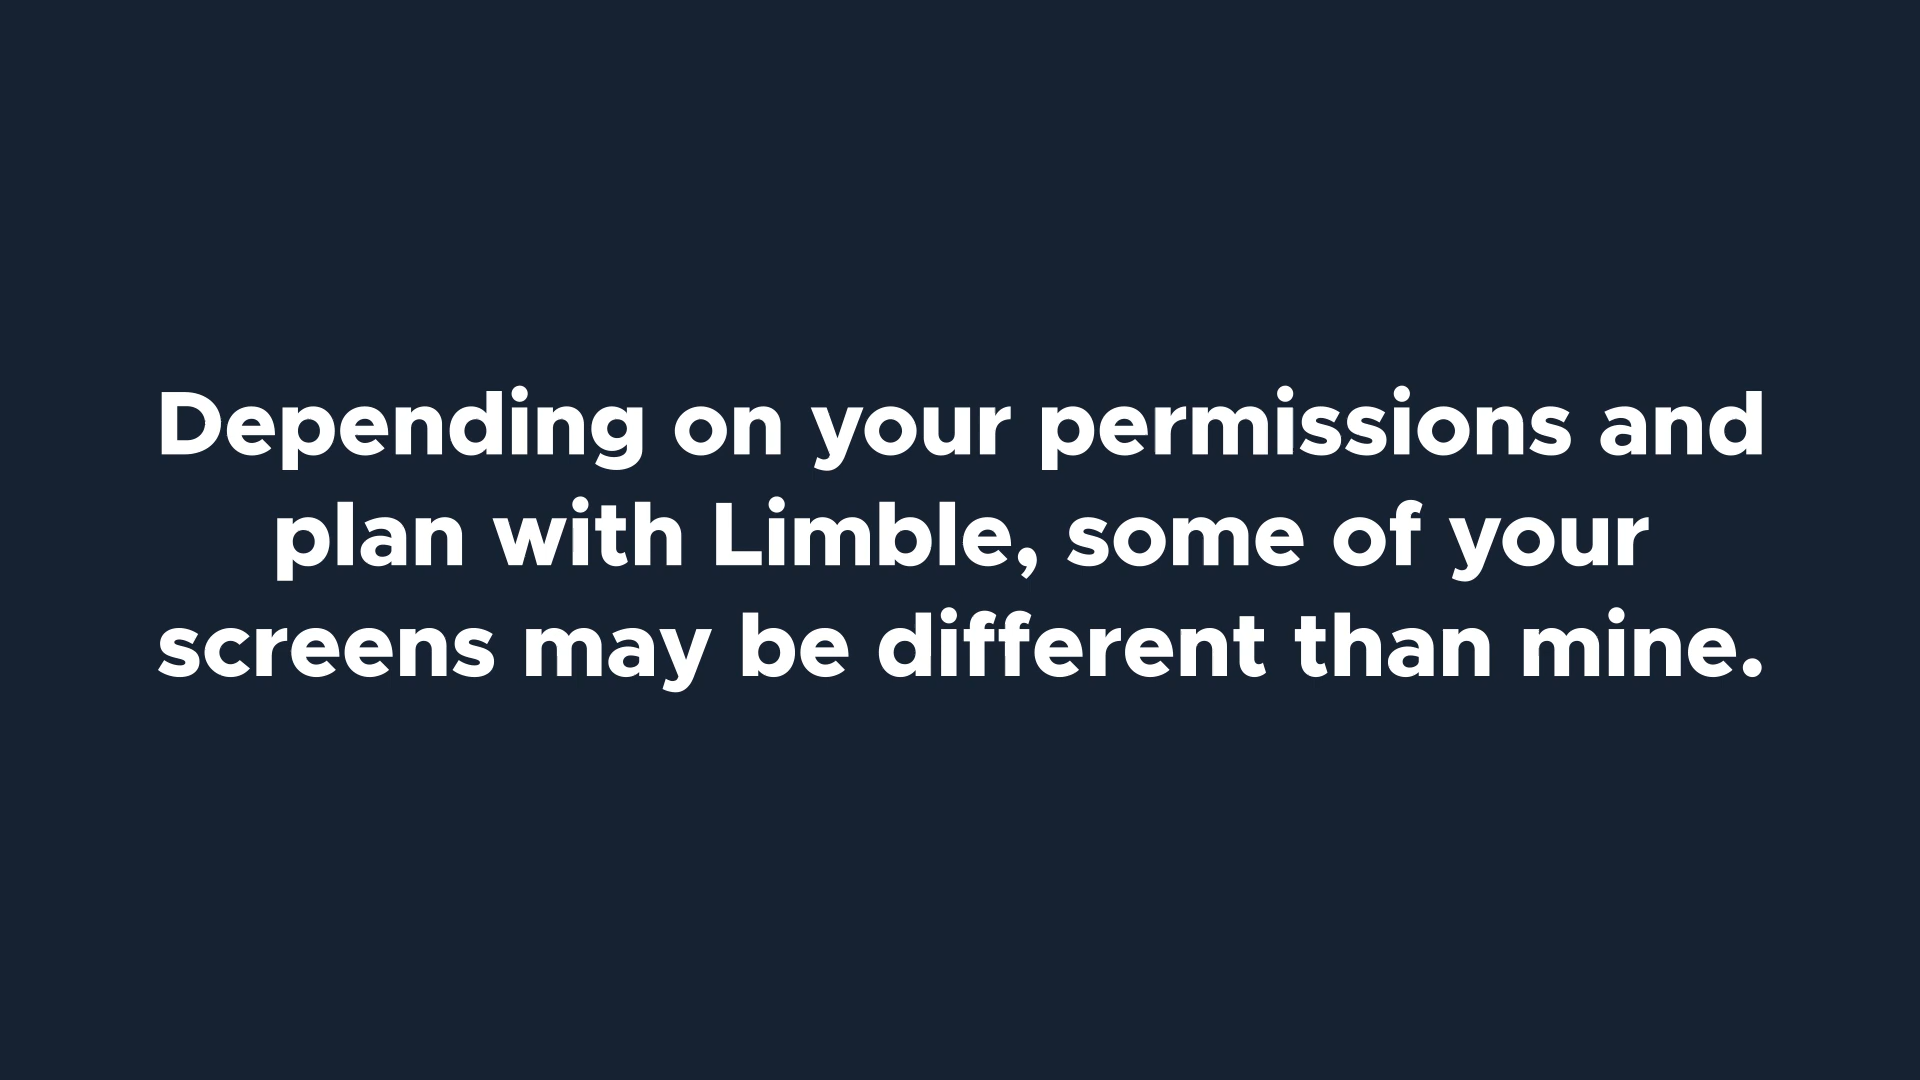 Depending on your permissions and
plan with Limble, some of your
screens may be different than mine.